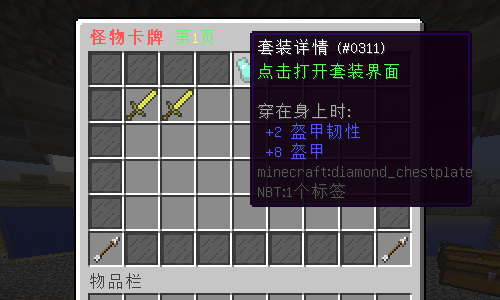 怪物卡牌 第1页
套装详情 (#0311)
点击打开套装界面
穿在身上时:
+2 盔甲韧性
+8 盔甲
minecraft:diamond_chestplate
NBT:1个标签
物品栏